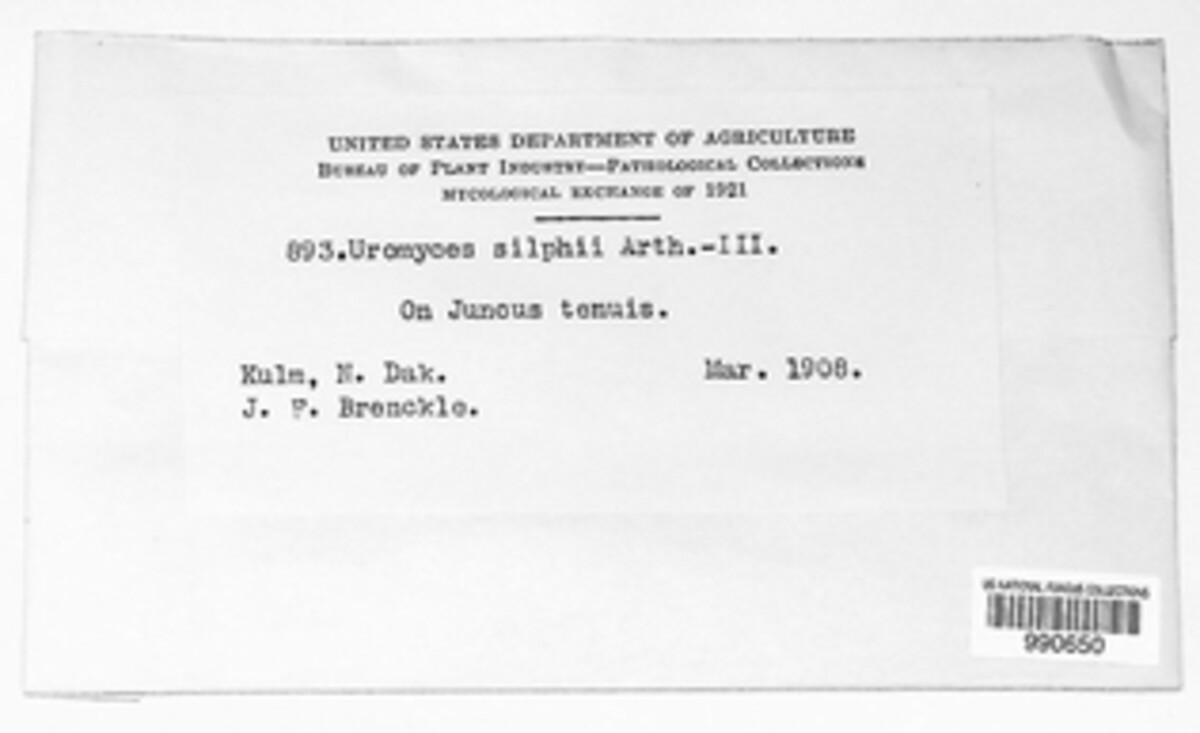 UNITED STATES DEPARTMENT OF AGRICULTURE
BUREAU OF PLANT INDUSTRY—PATHOLOGICAL COLLECTIONS
MYCOLOGICAL EXCHANGE OF 1921
893.Uromyces silphii Arth.-III.
On Juncus tenuis.
Kulm, N. Dak. Mar. 1908.
J. F. Brenckle.
US NATIONAL FUNGUS COLLECTIONS
990650